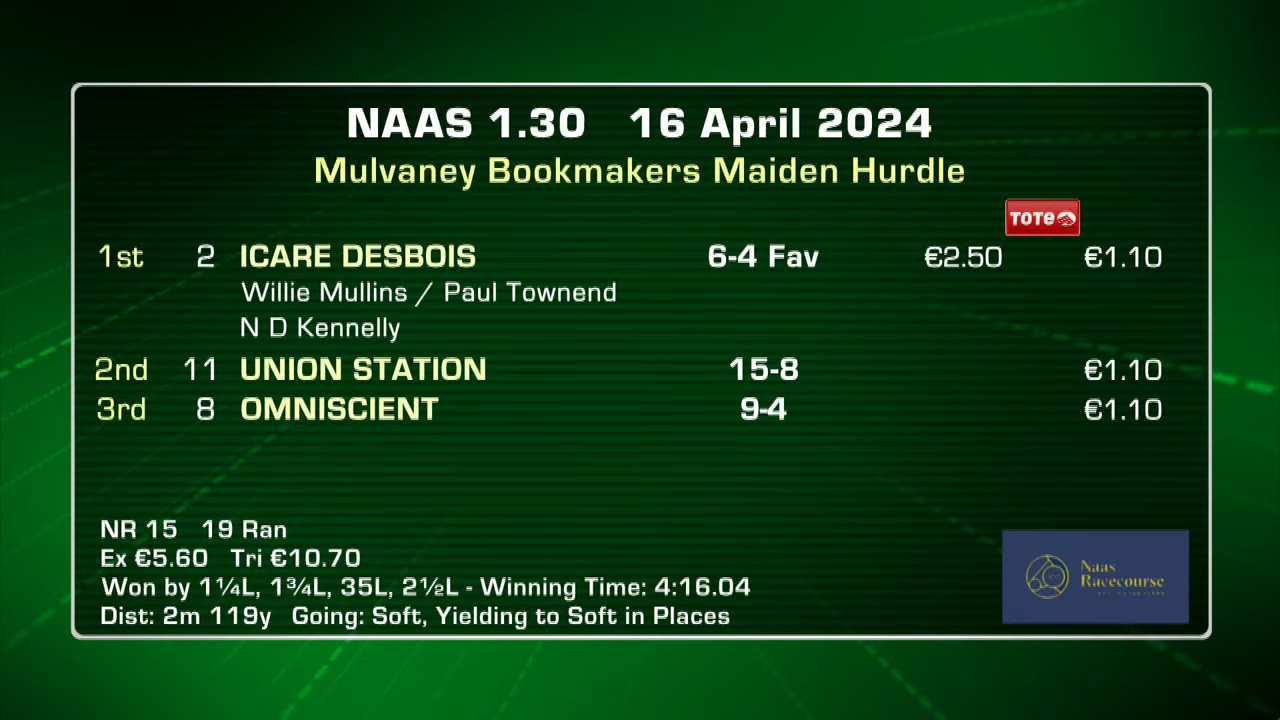 NAAS 1.30 16 April 2024
Mulvaney Bookmakers Maiden Hurdle
TOTE
1st 2 ICARE DESBOIS 6-4 Fav €2.50 €1.10
Willie Mullins / Paul Townend
N D Kennelly
2nd 11 UNION STATION 15-8 €1.10
3rd 8 OMNISCIENT 9-4 €1.10
NR 15 19 Ran
Ex €5.60 Tri €10.70
Won by 1¼L, 1¾L, 35L, 2½L - Winning Time: 4:16.04
Dist: 2m 119y Going: Soft, Yielding to Soft in Places
Naas
Racecourse